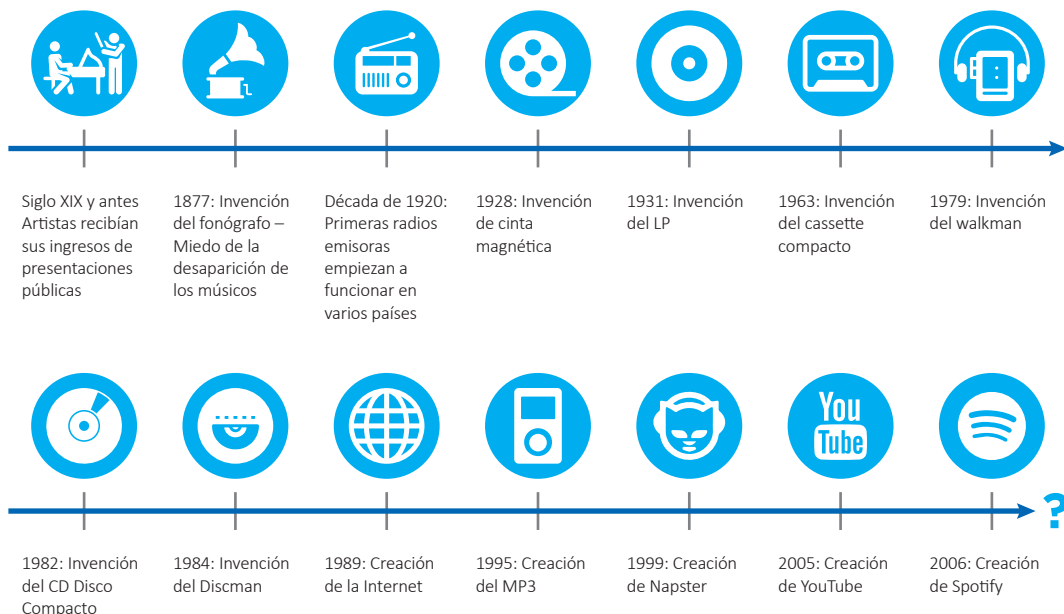 Siglo XIX y antes
Artistas recibían
sus ingresos de
presentaciones
públicas
1877: Invención
del fonógrafo –
Miedo de la
desaparición de
los músicos
Década de 1920:
Primeras radios
emisoras
empiezan a
funcionar en
varios países
1928: Invención
de cinta
magnética
1931: Invención
del LP
1963: Invención
del cassette
compacto
1979: Invención
del walkman
You
Tube
?
1982: Invención
del CD Disco
Compacto
1984: Invención
del Discman
1989: Creación
de la Internet
1995: Creación
del MP3
1999: Creación
de Napster
2005: Creación
de YouTube
2006: Creación
de Spotify